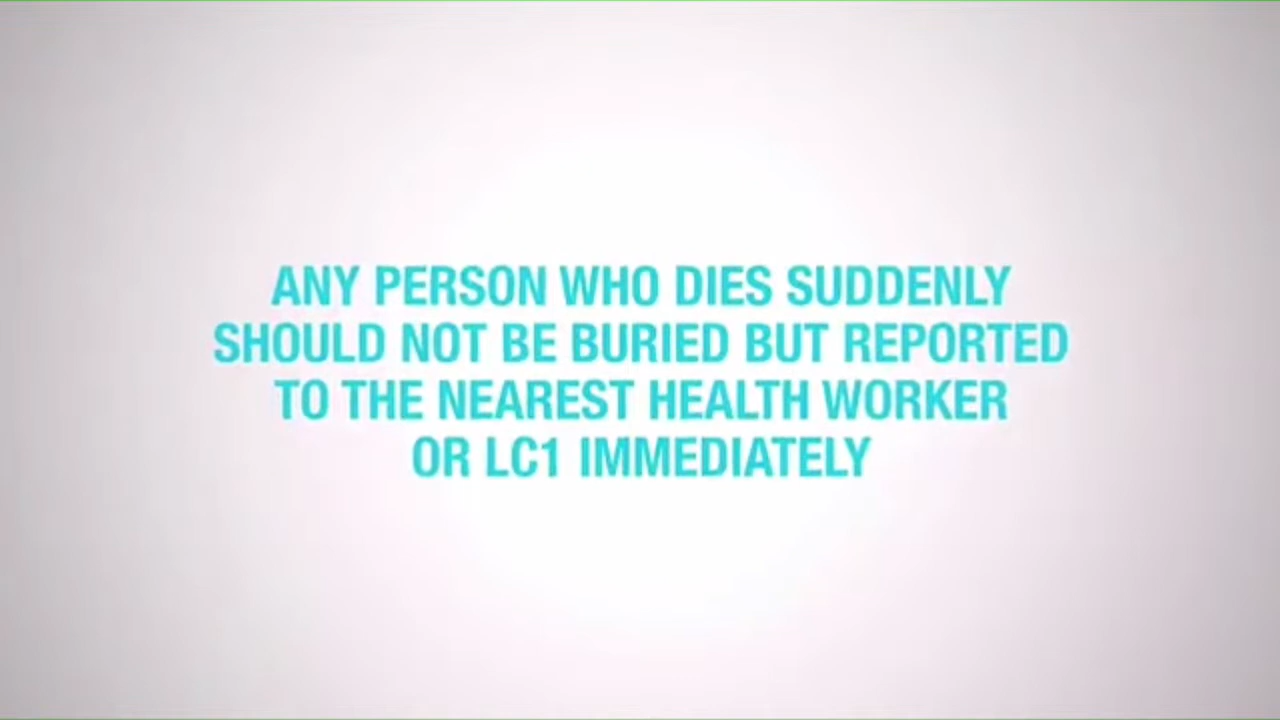 ANY PERSON WHO DIES SUDDENLY
SHOULD NOT BE BURIED BUT REPORTED
TO THE NEAREST HEALTH WORKER
OR LC1 IMMEDIATELY